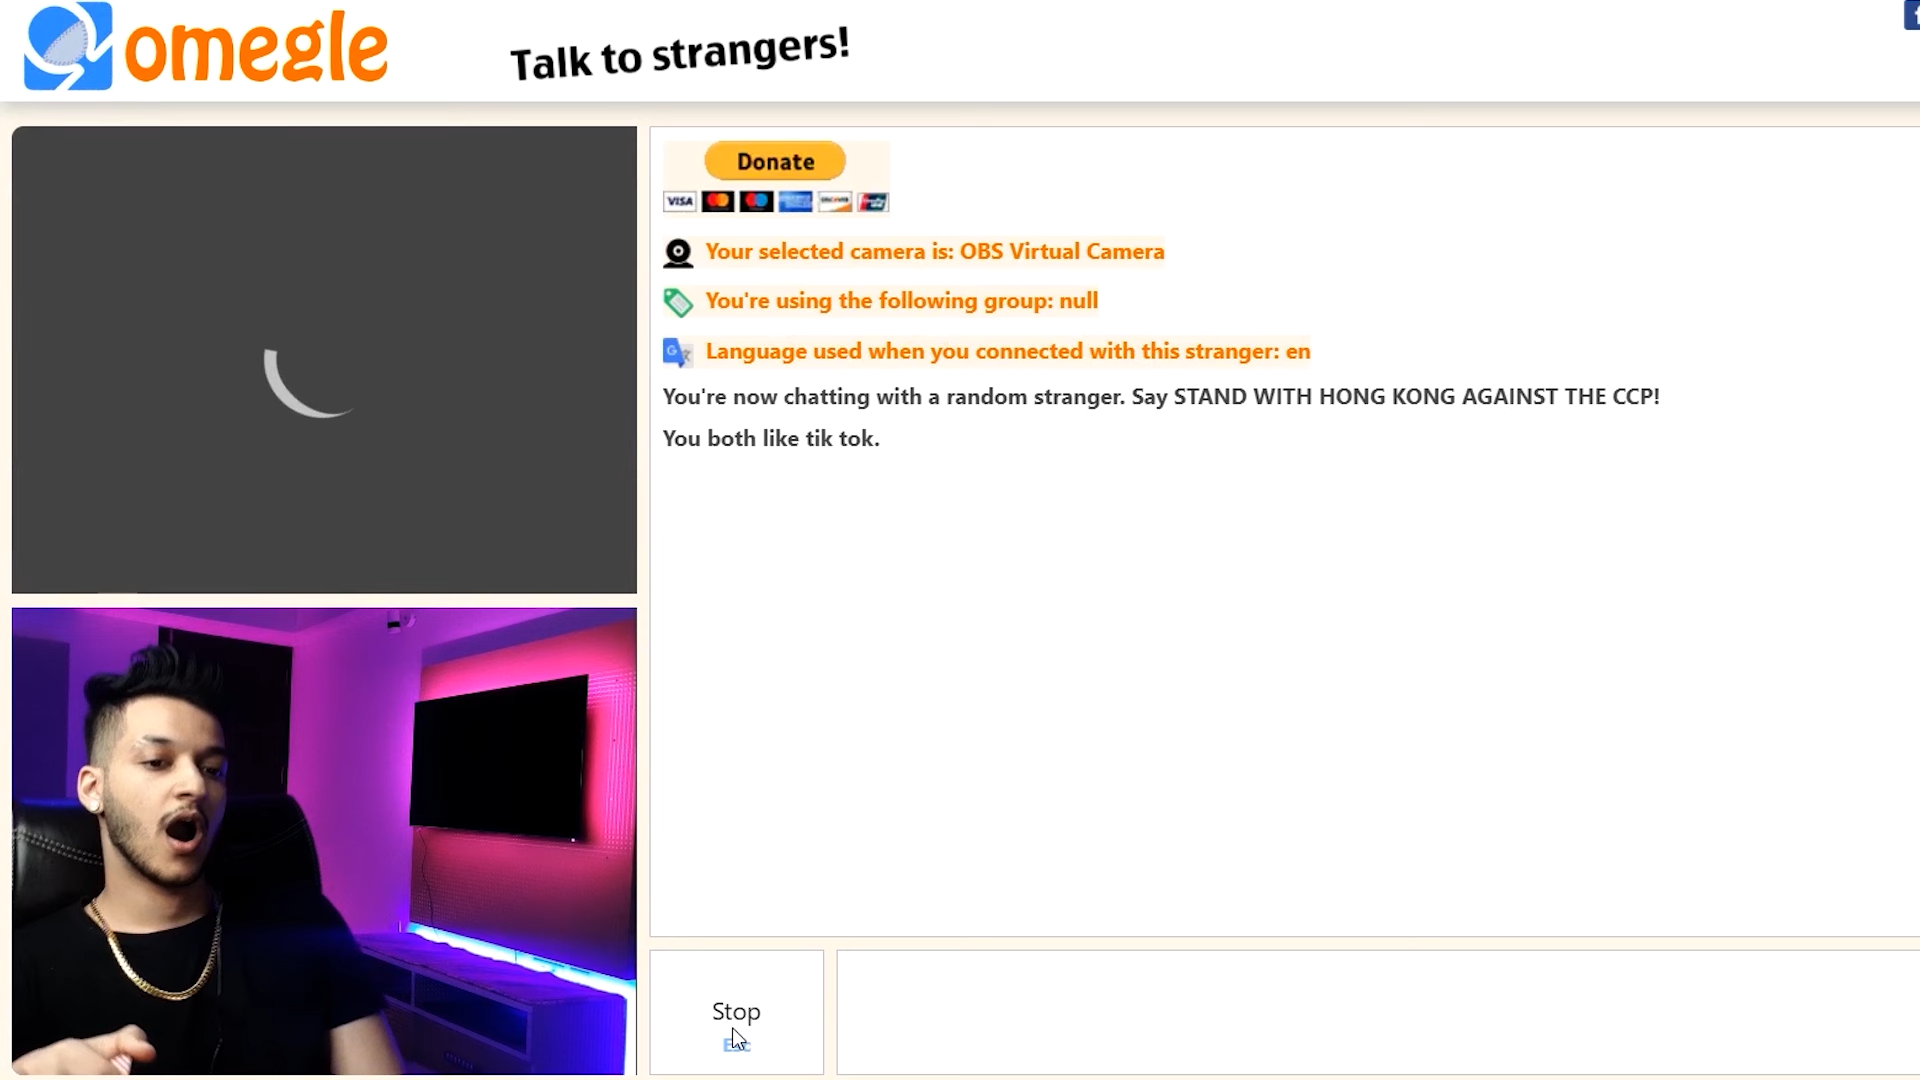 omegle
Talk to strangers!
Donate
VISA
DISCOVER
Your selected camera is: OBS Virtual Camera
You're using the following group: null
Language used when you connected with this stranger: en
You're now chatting with a random stranger. Say STAND WITH HONG KONG AGAINST THE CCP!
You both like tik tok.
Stop
Esc